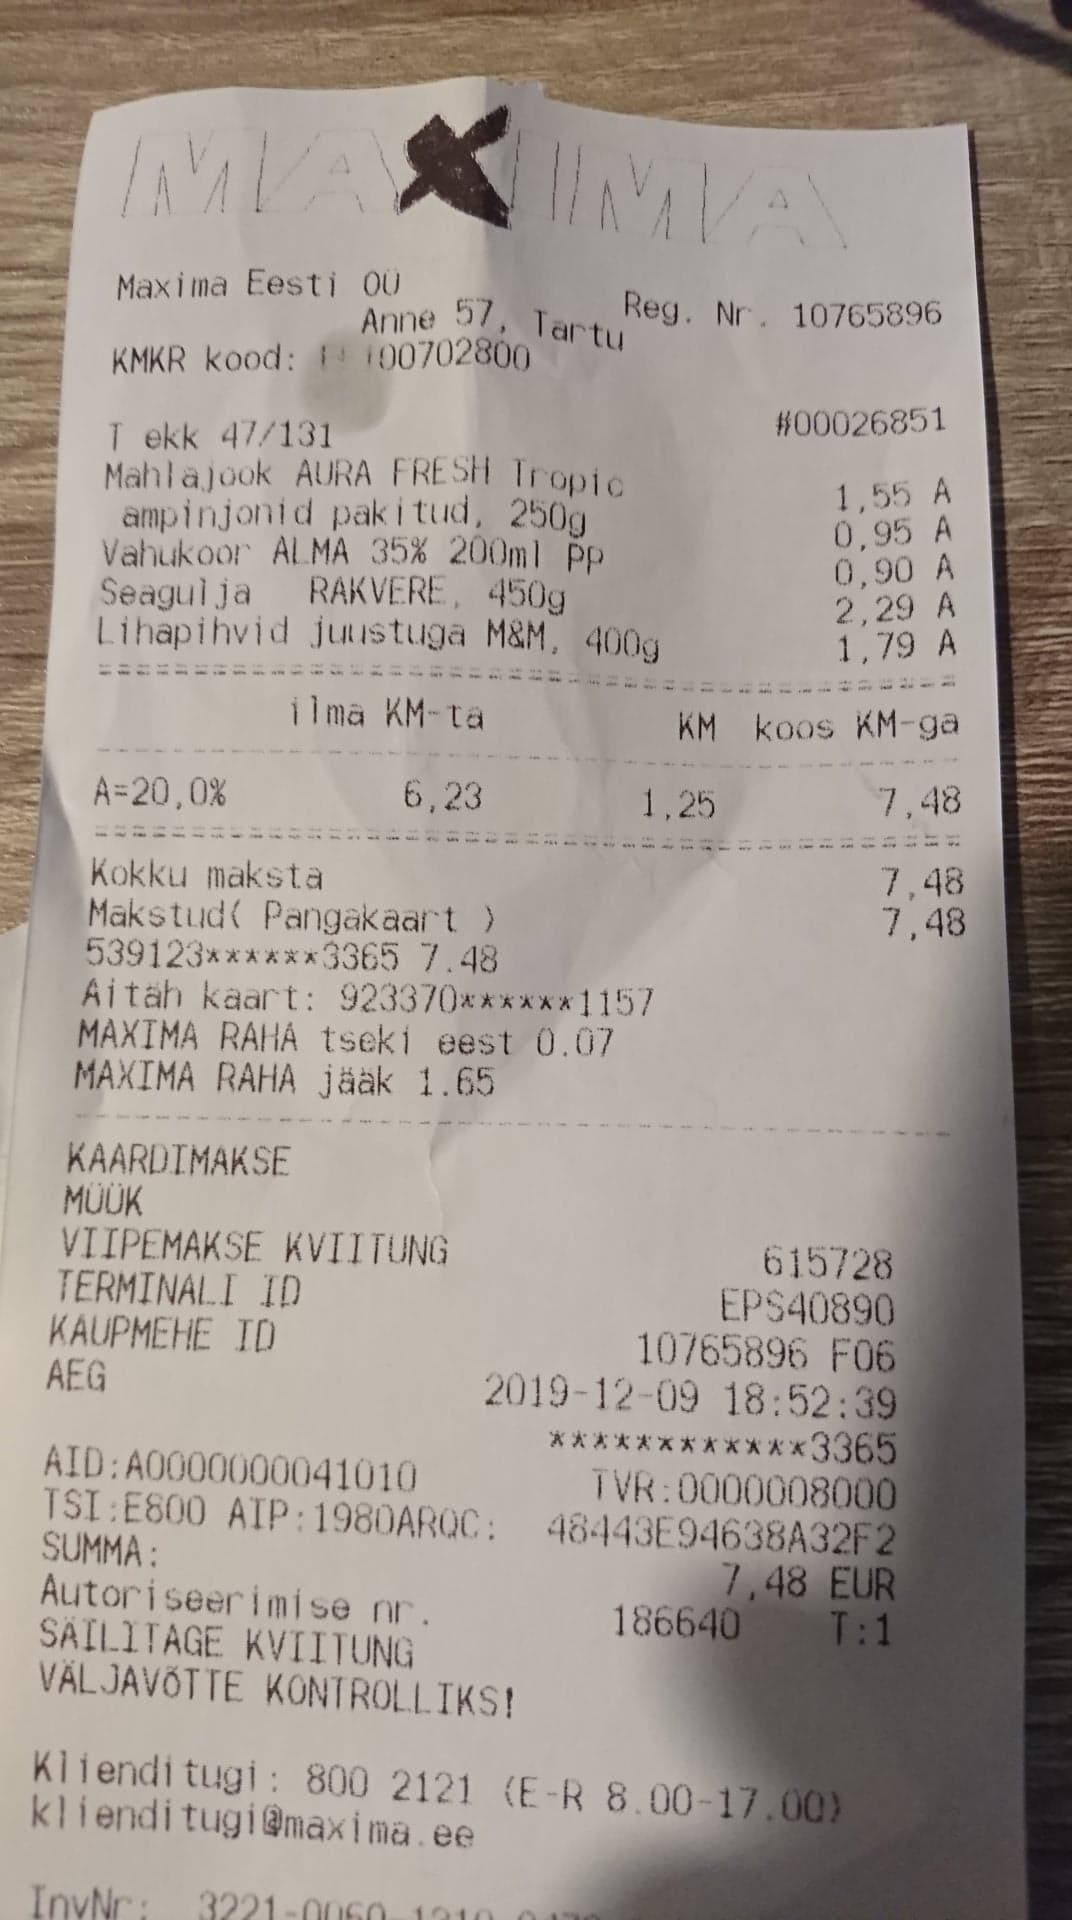 MAXIMA
Maxima Eesti OÜ
Reg. Nr. 10765896
Anne 57, Tartu
KMKR kood: 100702800
T ekk 47/131 #00026851
Mahlajook AURA FRESH Tropic 1,55 A
ampinjonid pakitud, 250g 0,95 A
Vahukoor ALMA 35% 200ml pp 0,90 A
Seagulja RAKVERE, 450g 2,29 A
Lihapihvid juustuga M&M, 400g 1,79 A
ilma KM-ta KM koos KM-ga
A=20,0% 6,23 1,25 7,48
Kokku maksta 7,48
Makstud( Pangakaart ) 7,48
539123******3365 7.48
Aitäh kaart: 923370******1157
MAXIMA RAHA tseki eest 0.07
MAXIMA RAHA jääk 1.65
KAARDIMAKSE
MÜÜK
VIIPEMAKSE KVIITUNG 615728
TERMINALI ID EPS40890
KAUPMEHE ID 10765896 F06
AEG 2019-12-09 18:52:39
************3365
AID:A0000000041010 TVR:0000008000
TSI:E800 AIP:1980ARQC: 48443E94638A32F2
SUMMA: 7,48 EUR
Autoriseerimise nr. 186640 T:1
SÄILITAGE KVIITUNG
VÄLJAVÕTTE KONTROLLIKS!
Klienditugi: 800 2121 (E-R 8.00-17.00)
klienditugi@maxima.ee
InvNr: